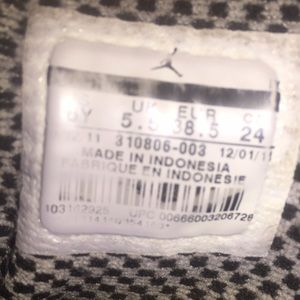 UK EUR CM
6Y 5.5 38.5 24
310806-003 12/01/11
MADE IN INDONESIA
FABRIQUE EN INDONESIE
UPC 00666003206728